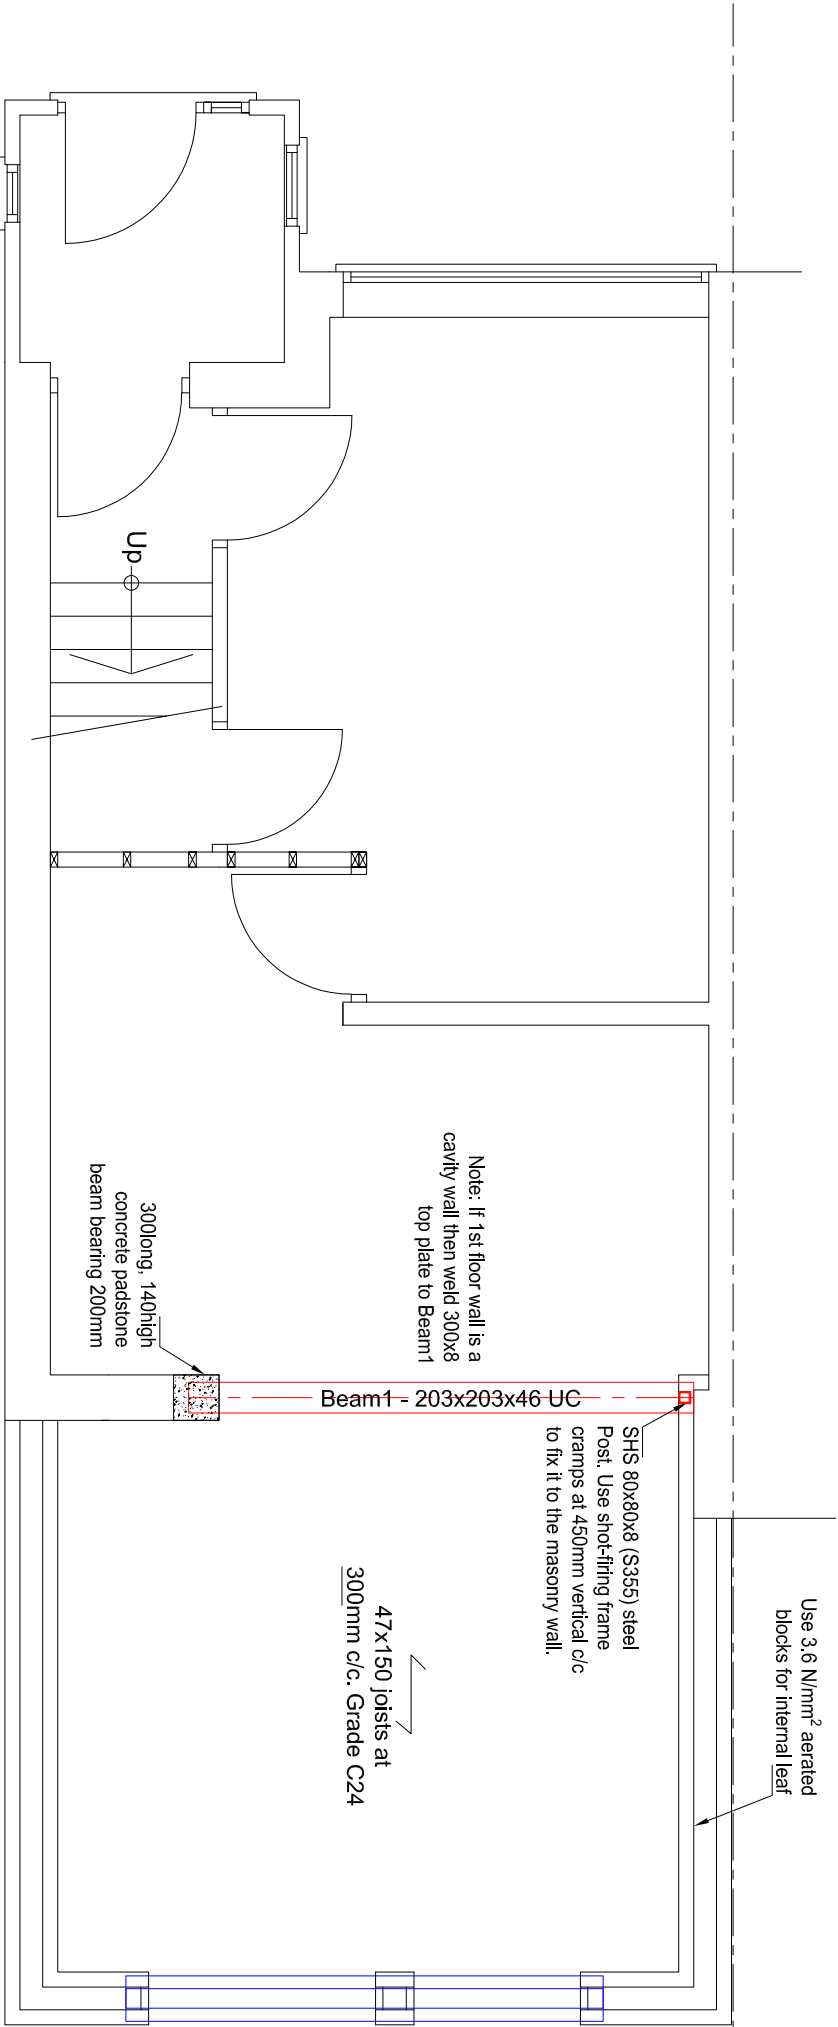 Up
Note: If 1st floor wall is a
cavity wall then weld 300x8
top plate to Beam1
300long, 140high
concrete padstone
beam bearing 200mm
Beam1 - 203x203x46 UC
SHS 80x80x8 (S355) steel
Post. Use shot-firing frame
cramps at 450mm vertical c/c
to fix it to the masonry wall.
Use 3.6 N/mm² aerated
blocks for internal leaf
47x150 joists at
300mm c/c. Grade C24